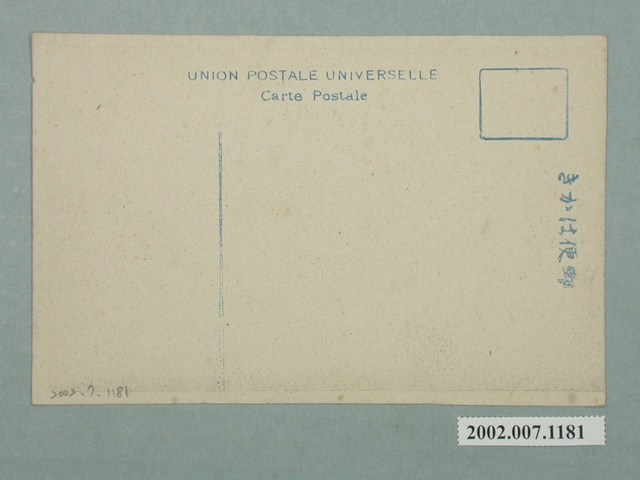 UNION POSTALE UNIVERSELLE
Carte Postale
きかは便郵
2002.7.1181
2002.007.1181